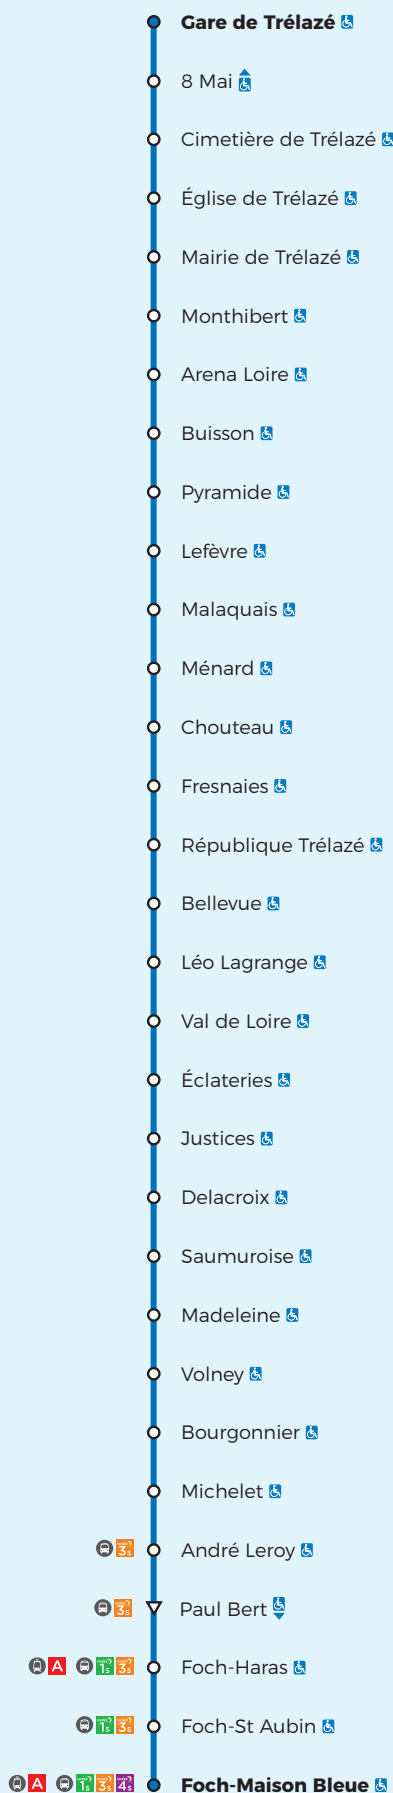 Gare de Trélazé
8 Mai
Cimetière de Trélazé
Église de Trélazé
Mairie de Trélazé
Monthibert
Arena Loire
Buisson
Pyramide
Lefèvre
Malaquais
Ménard
Chouteau
Fresnaies
République Trélazé
Bellevue
Léo Lagrange
Val de Loire
Éclateries
Justices
Delacroix
Saumuroise
Madeleine
Volney
Bourgonnier
Michelet
3s André Leroy
3s Paul Bert
A 1s 3s Foch-Haras
1s 3s Foch-St Aubin
A 1s 3s 4s Foch-Maison Bleue